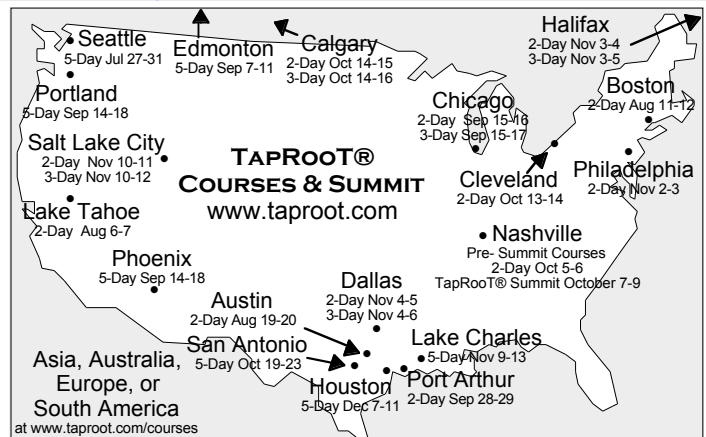 Seattle
5-Day Jul 27-31
Edmonton
5-Day Sep 7-11
Calgary
2-Day Oct 14-15
3-Day Oct 14-16
Halifax
2-Day Nov 3-4
3-Day Nov 3-5
Portland
5-Day Sep 14-18
Chicago
2-Day Sep 15-16
3-Day Sep 15-17
Boston
2-Day Aug 11-12
Salt Lake City
2-Day Nov 10-11
3-Day Nov 10-12
TAPROOT®
COURSES & SUMMIT
www.taproot.com
Cleveland
2-Day Oct 13-14
Philadelphia
2-Day Nov 2-3
Lake Tahoe
2-Day Aug 6-7
Nashville
Pre- Summit Courses
2-Day Oct 5-6
TapRooT® Summit October 7-9
Phoenix
5-Day Sep 14-18
Dallas
2-Day Nov 4-5
3-Day Nov 4-6
Austin
2-Day Aug 19-20
San Antonio
5-Day Oct 19-23
Lake Charles
5-Day Nov 9-13
Houston
5-Day Dec 7-11
Port Arthur
2-Day Sep 28-29
Asia, Australia,
Europe, or
South America
at www.taproot.com/courses